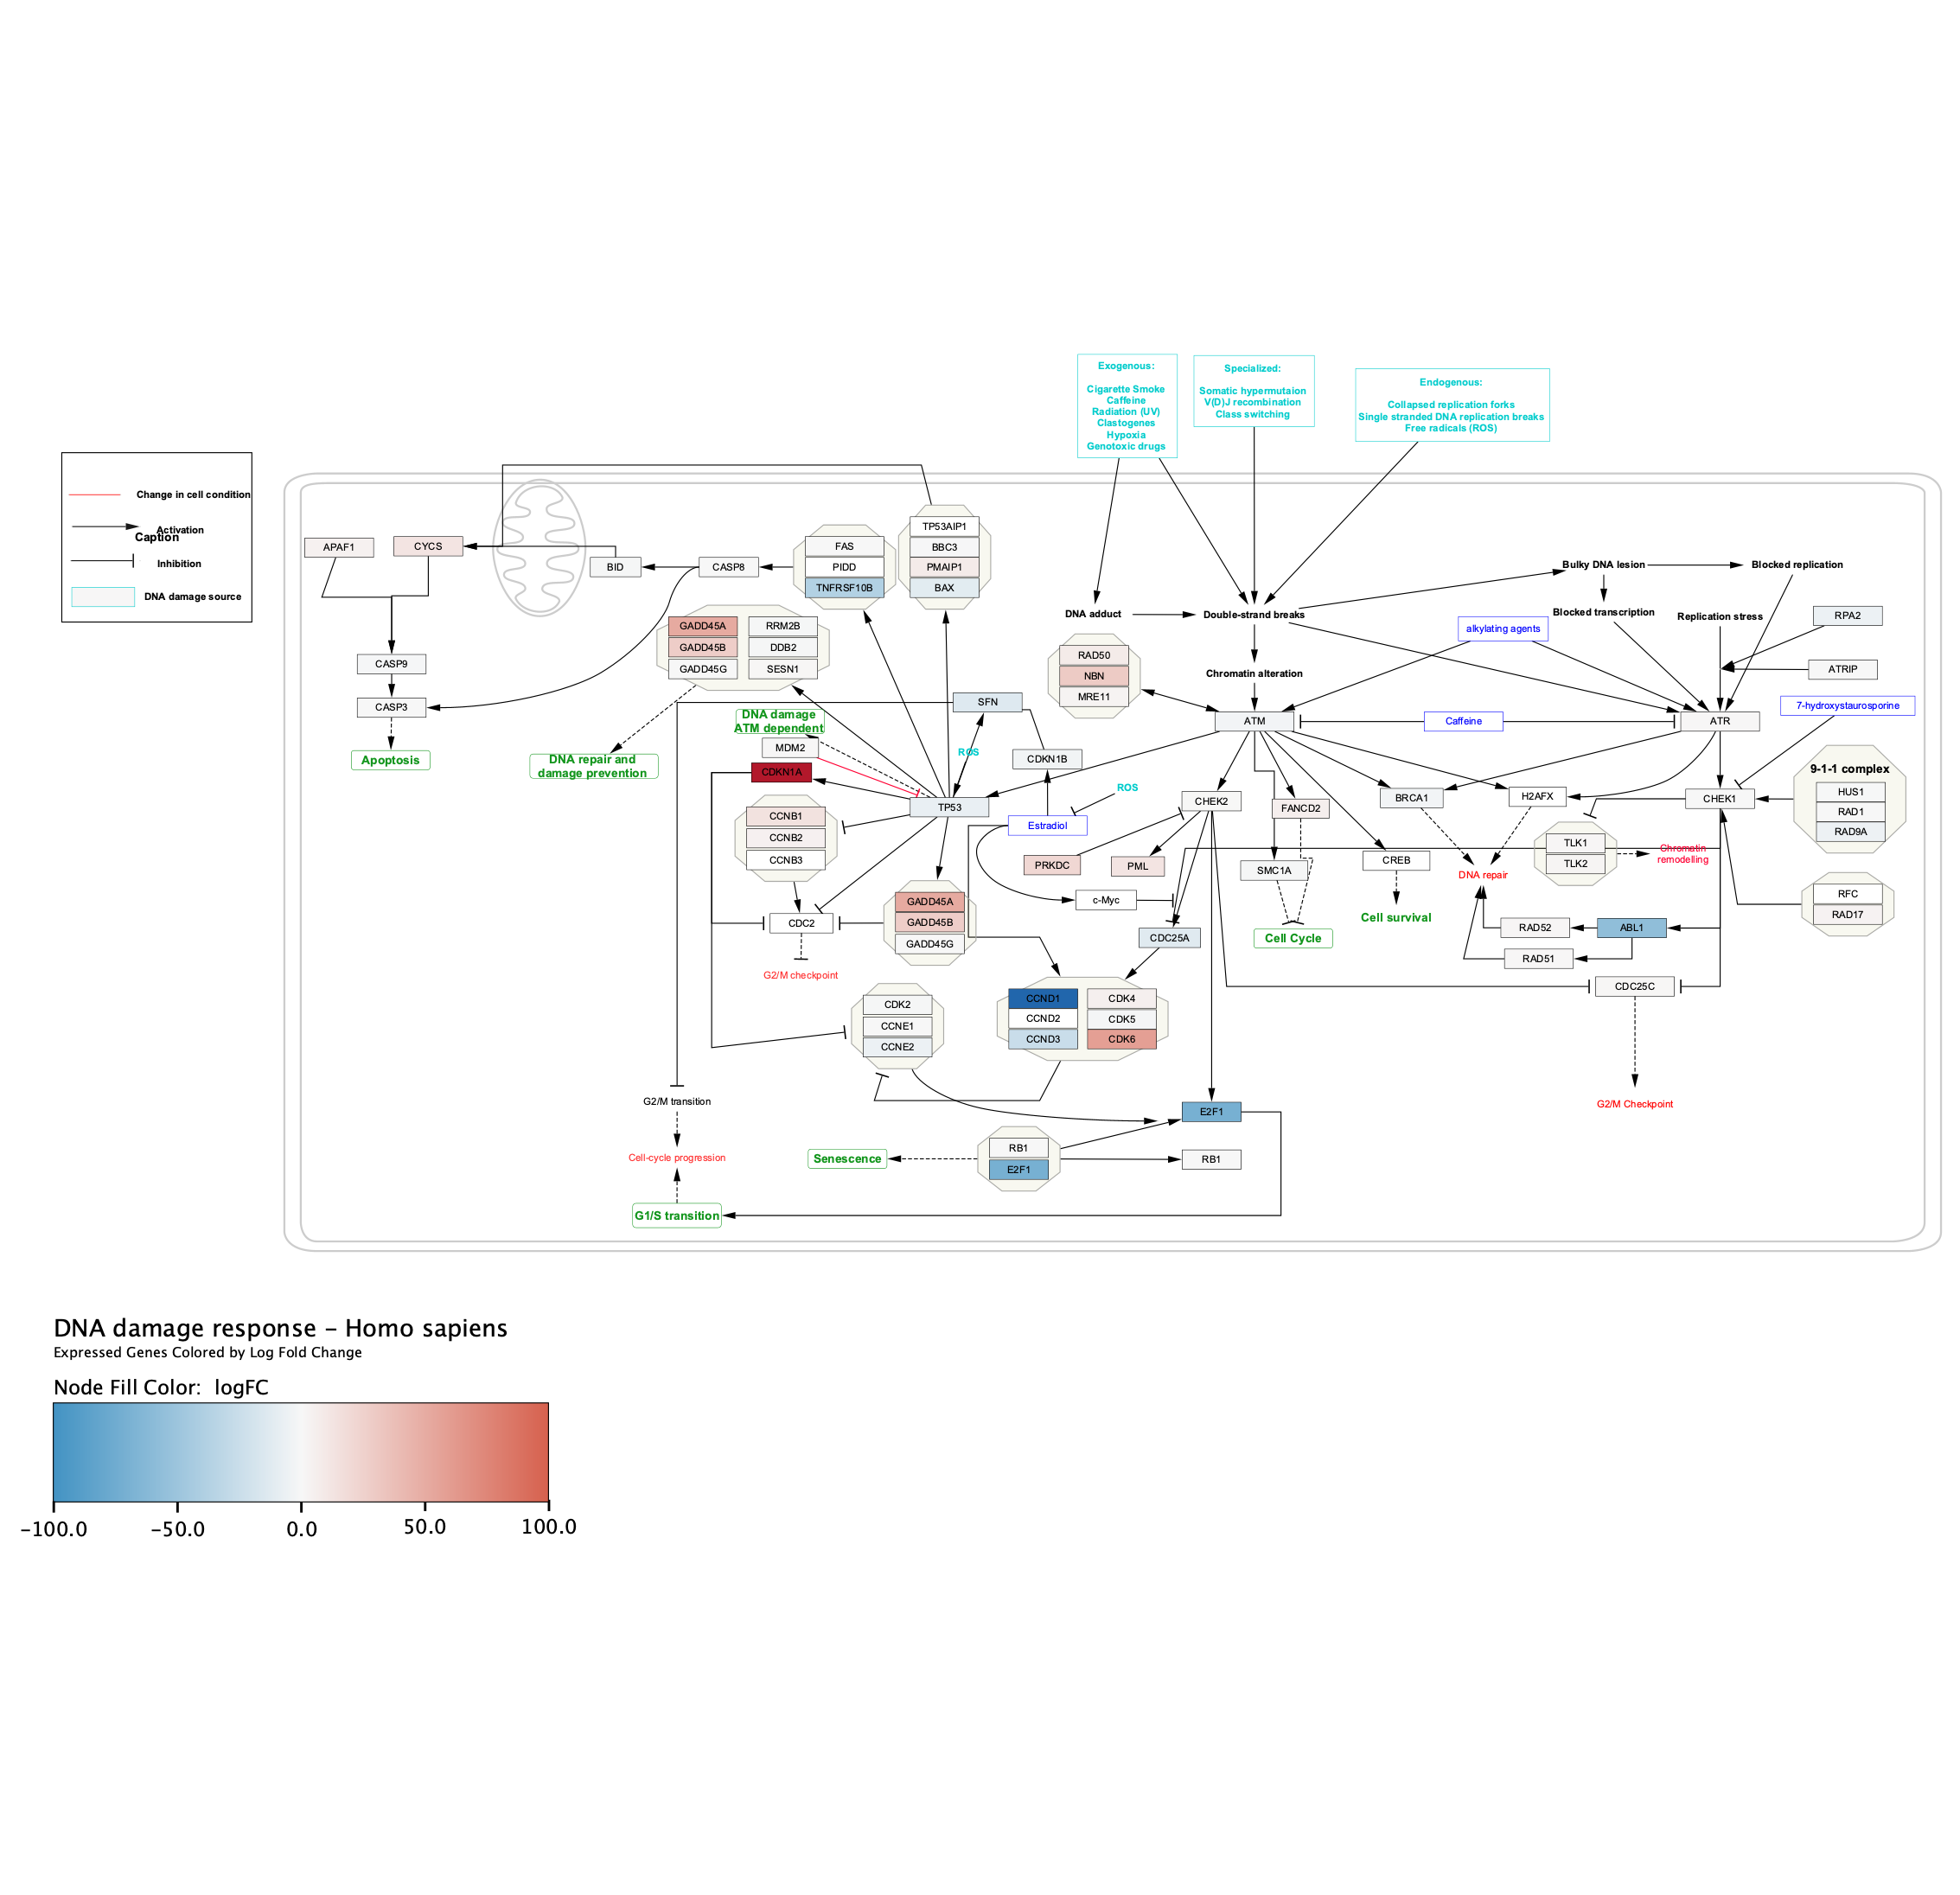 Exogenous:
Cigarette Smoke
Caffeine
Radiation (UV)
Clastogenes
Hypoxia
Genotoxic drugs
Specialized:
Somatic hypermutaion
V(D)J recombination
Class switching
Endogenous:
Collapsed replication forks
Single stranded DNA replication breaks
Free radicals (ROS)
Change in cell condition
Activation
Caption
Inhibition
DNA damage source
APAF1
CYCS
BID
CASP8
FAS
PIDD
TNFRSF10B
TP53AIP1
BBC3
PMAIP1
BAX
CASP9
CASP3
Apoptosis
GADD45A
GADD45B
GADD45G
RRM2B
DDB2
SESN1
DNA repair and
damage prevention
DNA damage
ATM dependent
MDM2
CDKN1A
SFN
ROS
CDKN1B
TP53
Estradiol
ROS
DNA adduct
Double-strand breaks
Chromatin alteration
RAD50
NBN
MRE11
ATM
Caffeine
ATR
alkylating agents
Bulky DNA lesion
Blocked replication
Blocked transcription
Replication stress
RPA2
ATRIP
7-hydroxystaurosporine
9-1-1 complex
HUS1
RAD1
RAD9A
CHEK1
H2AFX
BRCA1
FANCD2
CHEK2
CCNB1
CCNB2
CCNB3
PRKDC
PML
SMC1A
CREB
DNA repair
TLK1
TLK2
Chromatin
remodelling
RFC
RAD17
CDC2
GADD45A
GADD45B
GADD45G
c-Myc
CDC25A
Cell Cycle
Cell survival
RAD52
ABL1
RAD51
CDC25C
G2/M checkpoint
CDK2
CCNE1
CCNE2
CCND1
CCND2
CCND3
CDK4
CDK5
CDK6
G2/M transition
E2F1
G2/M Checkpoint
Cell-cycle progression
Senescence
RB1
E2F1
RB1
G1/S transition
DNA damage response – Homo sapiens
Expressed Genes Colored by Log Fold Change
Node Fill Color: logFC
-100.0
-50.0
0.0
50.0
100.0